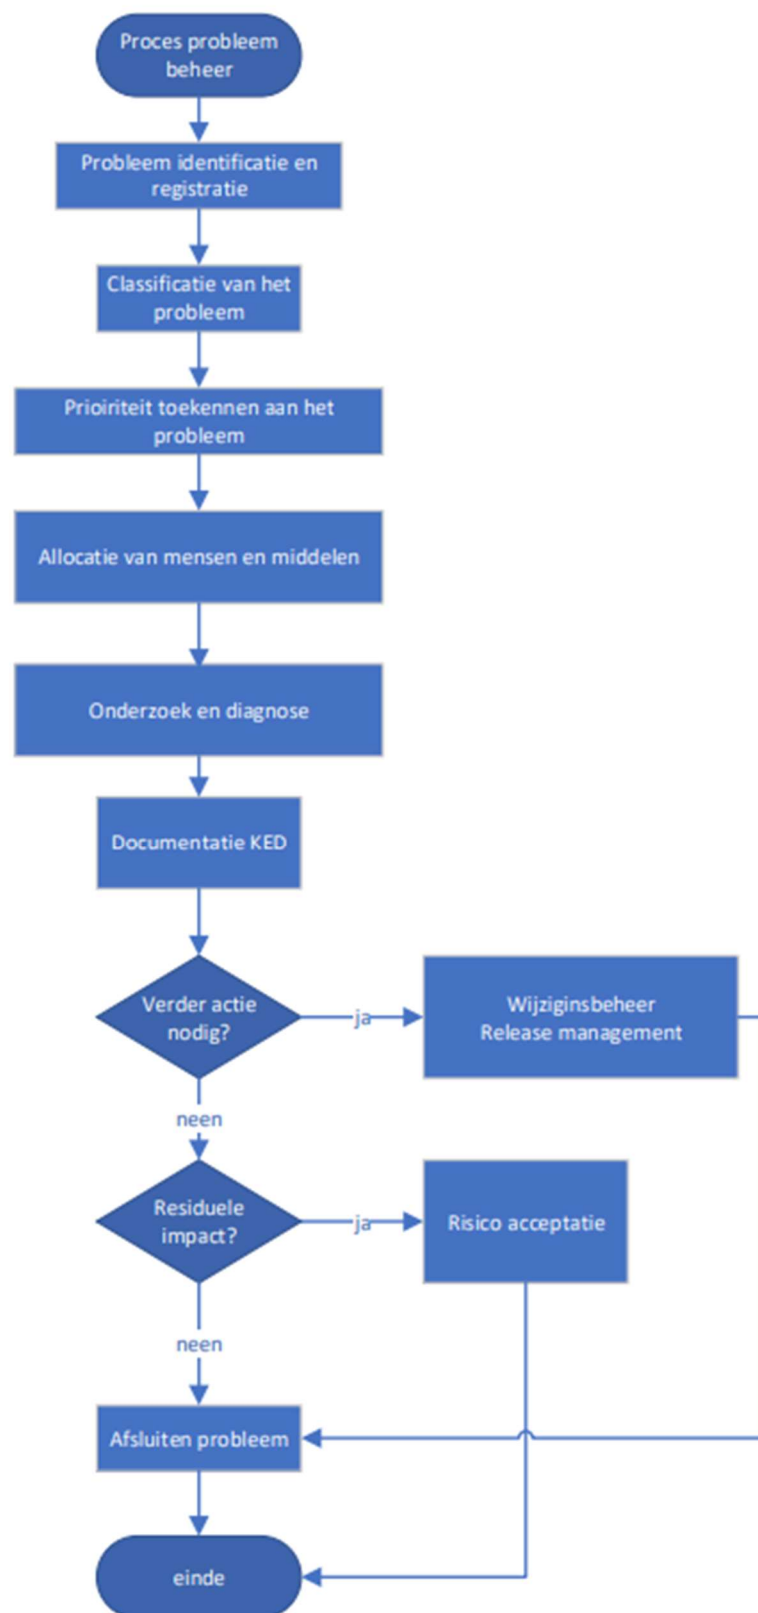 Proces probleem
beheer
Probleem identificatie en
registratie
Classificatie van het
probleem
Prioiriteit toekennen aan het
probleem
Allocatie van mensen en middelen
Onderzoek en diagnose
Documentatie KED
Verder actie
nodig?
ja
Wijziginsbeheer
Release management
neen
Residuele
impact?
ja
Risico acceptatie
neen
Afsluiten probleem
einde